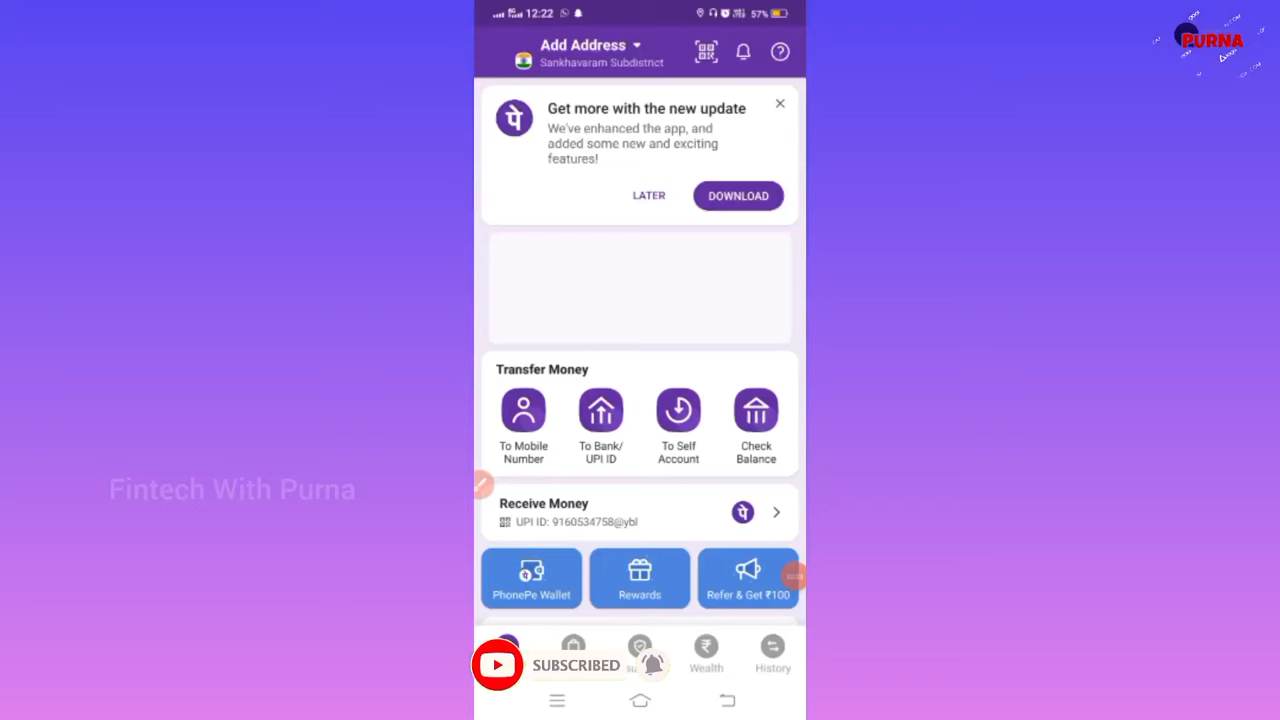 12:22
57%
PURNA
Add Address
Sankhavaram Subdistrict
पे
Get more with the new update
We've enhanced the app, and
added some new and exciting
features!
LATER
DOWNLOAD
Transfer Money
To Mobile
Number
To Bank/
UPI ID
To Self
Account
Check
Balance
Fintech With Purna
Receive Money
UPI ID: 9160534758@ybl
पे
PhonePe Wallet
Rewards
Refer & Get ₹100
SUBSCRIBED
Wealth
History